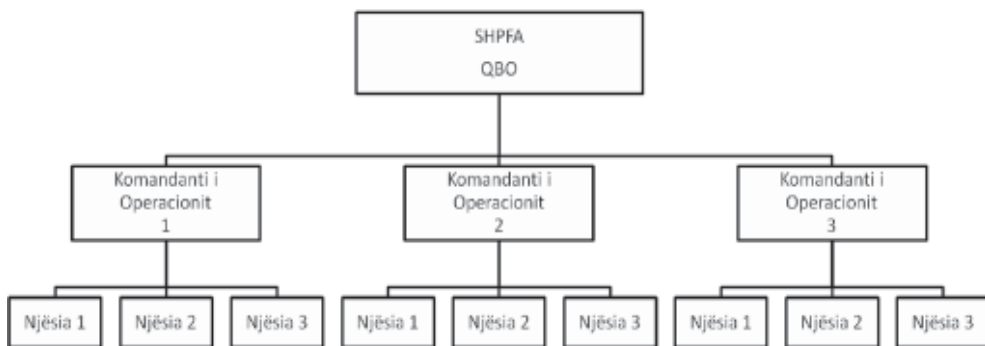 SHPFA
QBO
Komandanti i
Operacionit
1
Komandanti i
Operacionit
2
Komandanti i
Operacionit
3
Njësia 1
Njësia 2
Njësia 3
Njësia 1
Njësia 2
Njësia 3
Njësia 1
Njësia 2
Njësia 3